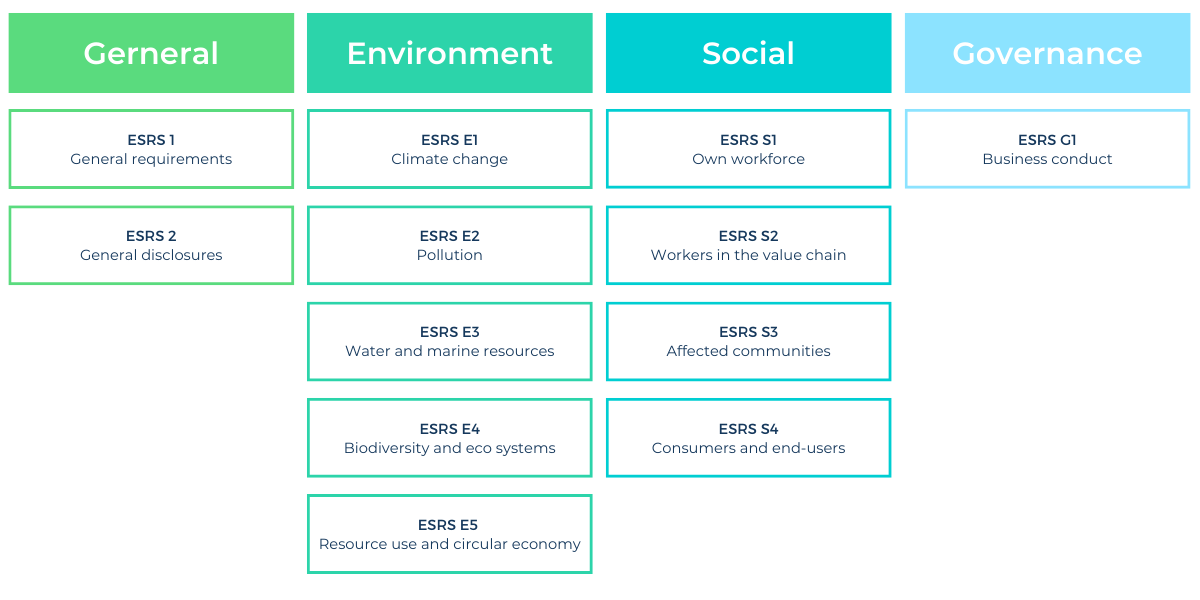 Gerneral
ESRS 1
General requirements
ESRS 2
General disclosures
Environment
ESRS E1
Climate change
ESRS E2
Pollution
ESRS E3
Water and marine resources
ESRS E4
Biodiversity and eco systems
ESRS E5
Resource use and circular economy
Social
ESRS S1
Own workforce
ESRS S2
Workers in the value chain
ESRS S3
Affected communities
ESRS S4
Consumers and end-users
Governance
ESRS G1
Business conduct